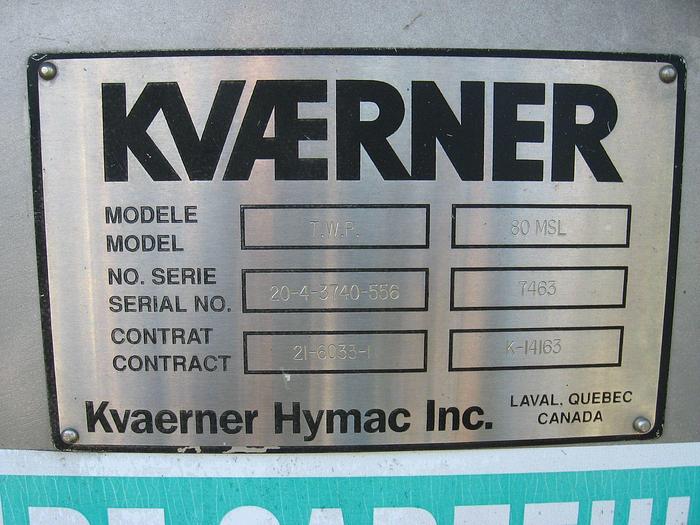 KVÆRNER
MODELE
MODEL
T.W.P.
80 MSL
NO. SERIE
SERIAL NO.
20-4-3740-556
7463
CONTRAT
CONTRACT
21-6033-1
K-14163
Kvaerner Hymac Inc.
LAVAL, QUEBEC
CANADA